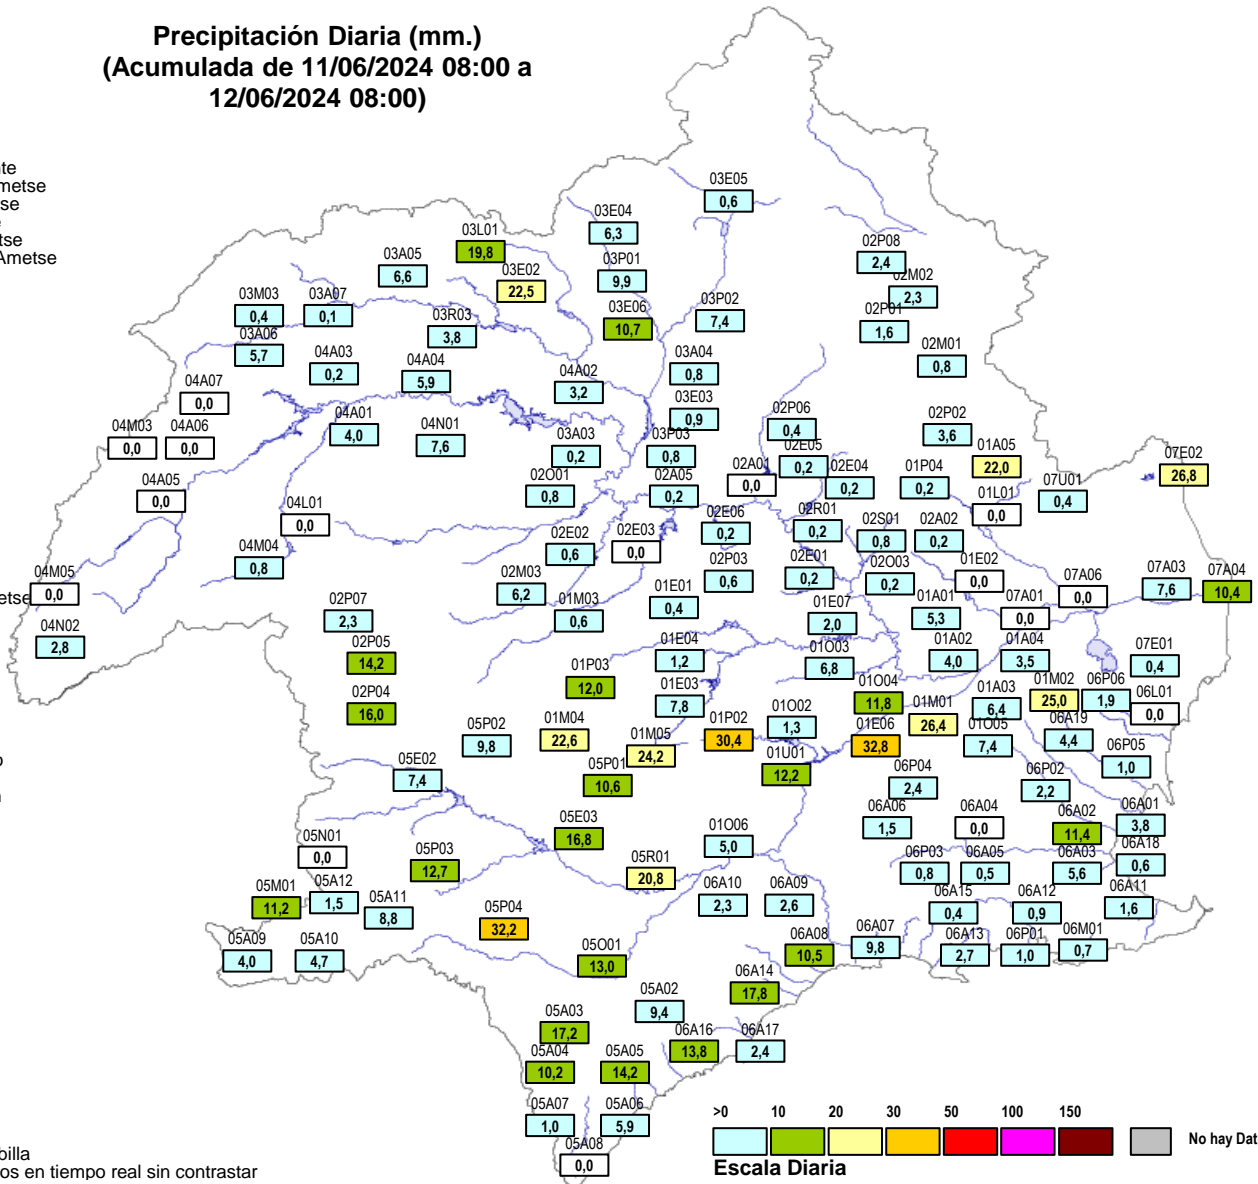 Precipitación Diaria (mm.)
(Acumulada de 11/06/2024 08:00 a
12/06/2024 08:00)
nte
metse
tse
e
tse
Ametse
etse
o
n
billa
os en tiempo real sin contrastar
03E05
0,6
03E04
6,3
03L01
19,8
03A05
6,6
03E02
22,5
03P01
9,9
02P08
2,4
02M02
2,3
03M03
0,4
03A07
0,1
03R03
3,8
03E06
10,7
03P02
7,4
02P01
1,6
03A06
5,7
04A03
0,2
04A04
5,9
04A02
3,2
03A04
0,8
02M01
0,8
04A07
0,0
03E03
0,9
04M03
0,0
04A06
0,0
04A01
4,0
04N01
7,6
03A03
0,2
03P03
0,8
02P06
0,4
02P02
3,6
02E05
0,2
01A05
22,0
07E02
26,8
04A05
0,0
02O01
0,8
02A05
0,2
02A01
0,0
02E04
0,2
01P04
0,2
07U01
0,4
01L01
0,0
04L01
0,0
02E06
0,2
02R01
0,2
02S01
0,8
02A02
0,2
04M04
0,8
02E02
0,6
02E03
0,0
04M05
0,0
02M03
6,2
02P03
0,6
02E01
0,2
02O03
0,2
01E02
0,0
07A06
0,0
07A03
7,6
07A04
10,4
02P07
2,3
01M03
0,6
01E01
0,4
01E07
2,0
01A01
5,3
07A01
0,0
04N02
2,8
02P05
14,2
01E04
1,2
01O03
6,8
01A02
4,0
01A04
3,5
07E01
0,4
01P03
12,0
02P04
16,0
01E03
7,8
01O04
11,8
01A03
6,4
01M02
25,0
06P06
1,9
06L01
0,0
05P02
9,8
01M04
22,6
01M05
24,2
01P02
30,4
01O02
1,3
01E06
32,8
01M01
26,4
01O05
7,4
06A19
4,4
06P05
1,0
05E02
7,4
05P01
10,6
01U01
12,2
06P04
2,4
06P02
2,2
05E03
16,8
01O06
5,0
06A06
1,5
06A04
0,0
06A02
11,4
06A01
3,8
05N01
0,0
05P03
12,7
05R01
20,8
06P03
0,8
06A05
0,5
06A03
5,6
06A18
0,6
05M01
11,2
05A12
1,5
05A11
8,8
06A10
2,3
06A09
2,6
06A15
0,4
06A12
0,9
06A11
1,6
05P04
32,2
05A09
4,0
05A10
4,7
05O01
13,0
06A08
10,5
06A07
9,8
06A13
2,7
06P01
1,0
06M01
0,7
06A14
17,8
05A02
9,4
05A03
17,2
06A16
13,8
06A17
2,4
05A04
10,2
05A05
14,2
05A07
1,0
05A06
5,9
05A08
0,0
>0 10 20 30 50 100 150
No hay Dat
Escala Diaria